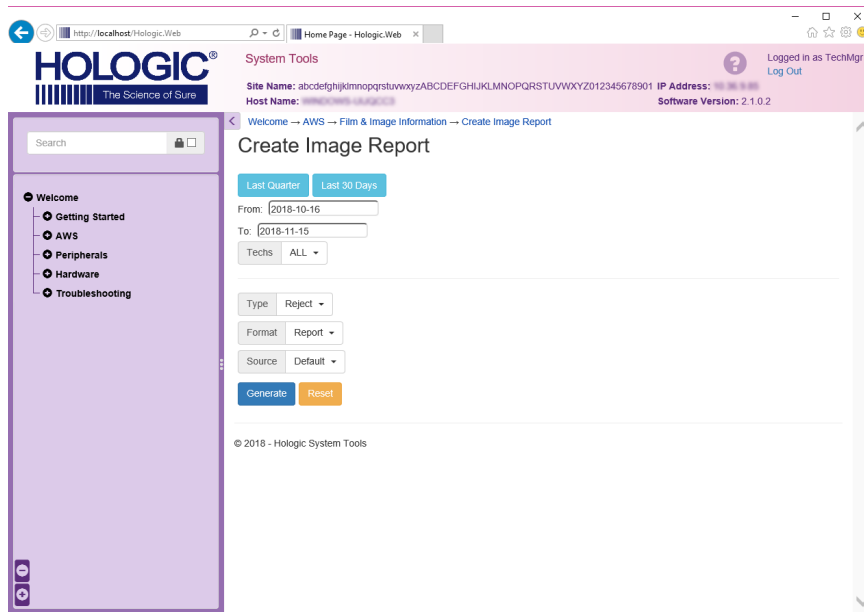 http://localhost/Hologic.Web
Home Page - Hologic.Web
HOLOGIC®
The Science of Sure
System Tools
Logged in as TechMgr
Log Out
Site Name: abcdefghijklmnopqrstuvwxyzABCDEFGHIJKLMNOPQRSTUVWXYZ012345678901 IP Address:
Host Name:
Software Version: 2.1.0.2
Welcome → AWS → Film & Image Information → Create Image Report
Search
Create Image Report
Welcome
Getting Started
AWS
Peripherals
Hardware
Troubleshooting
Last Quarter
Last 30 Days
From: 2018-10-16
To: 2018-11-15
Techs ALL
Type Reject
Format Report
Source Default
Generate
Reset
© 2018 - Hologic System Tools